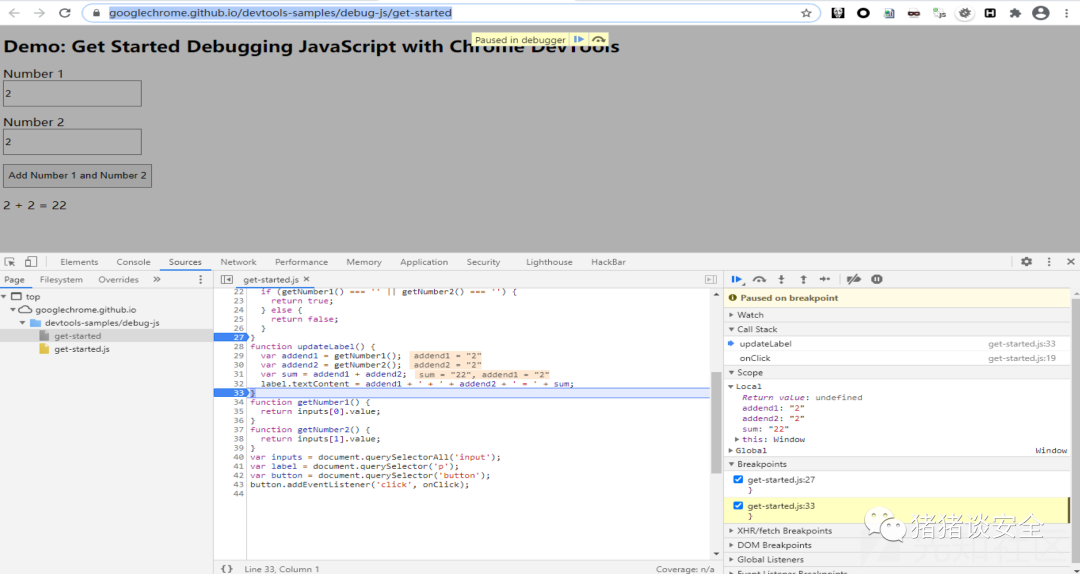 googlechrome.github.io/devtools-samples/debug-js/get-started
Paused in debugger
Demo: Get Started Debugging JavaScript with Chrome DevTools
Number 1
2
Number 2
2
Add Number 1 and Number 2
2 + 2 = 22
Elements Console Sources Network Performance Memory Application Security Lighthouse HackBar
Page Filesystem Overrides »
top
googlechrome.github.io
devtools-samples/debug-js
get-started
get-started.js
get-started.js ×
22 if (getNumber1() === '' || getNumber2() === '') {
23 return true;
24 } else {
25 return false;
26 }
27 }
28 function updateLabel() {
29 var addend1 = getNumber1(); addend1 = "2"
30 var addend2 = getNumber2(); addend2 = "2"
31 var sum = addend1 + addend2; sum = "22", addend1 = "2"
32 label.textContent = addend1 + ' + ' + addend2 + ' = ' + sum;
33 }
34 function getNumber1() {
35 return inputs[0].value;
36 }
37 function getNumber2() {
38 return inputs[1].value;
39 }
40 var inputs = document.querySelectorAll('input');
41 var label = document.querySelector('p');
42 var button = document.querySelector('button');
43 button.addEventListener('click', onClick);
44
{} Line 33, Column 1 Coverage: n/a
Paused on breakpoint
Watch
Call Stack
updateLabel get-started.js:33
onClick get-started.js:19
Scope
Local
Return value: undefined
addend1: "2"
addend2: "2"
sum: "22"
this: Window
Global Window
Breakpoints
get-started.js:27
}
get-started.js:33
}
XHR/fetch Breakpoints
DOM Breakpoints
Global Listeners
Event Listener Breakpoints
猪猪谈安全